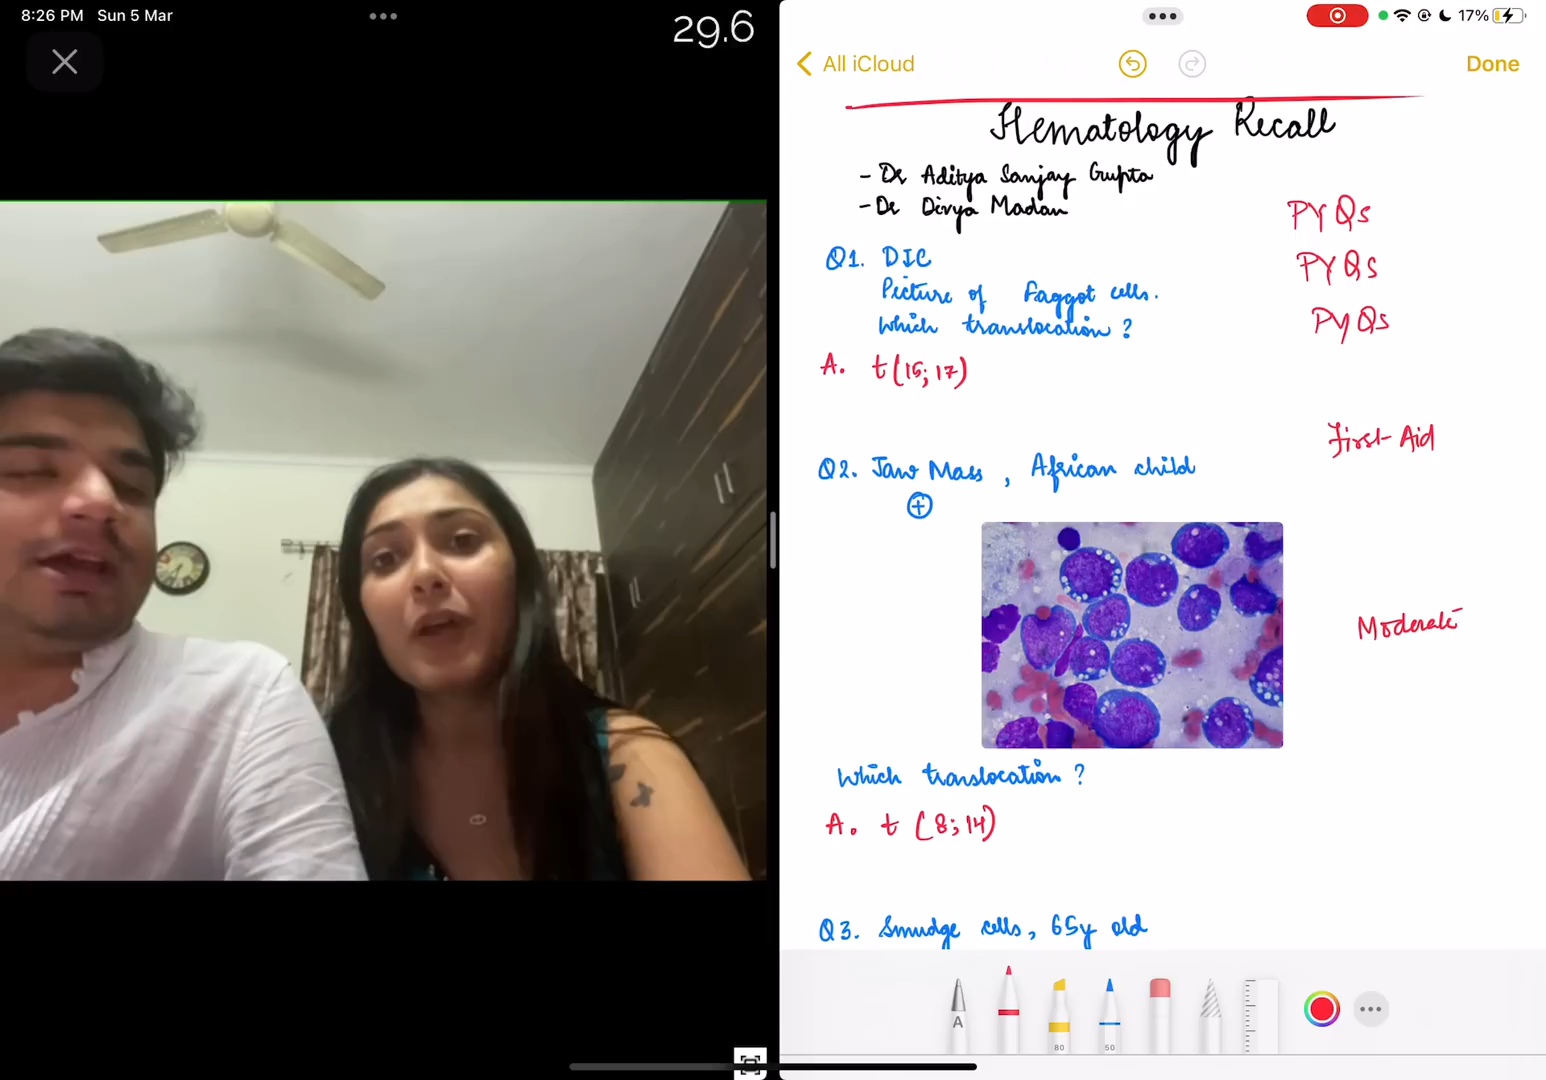 8:26 PM Sun 5 Mar
29.6
17%
All iCloud
Done
Hematology Recall
- Dr Aditya Sanjay Gupta
- Dr Divya Madan
PYQs
PYQs
PYQs
Q1. DIC
Picture of Faggot cells.
Which translocation?
A. t(15;17)
First-Aid
Q2. Jaw Mass, African child
+
Moderate
Which translocation?
A. t (8;14)
Q3. Smudge cells, 65y old
A
80
50